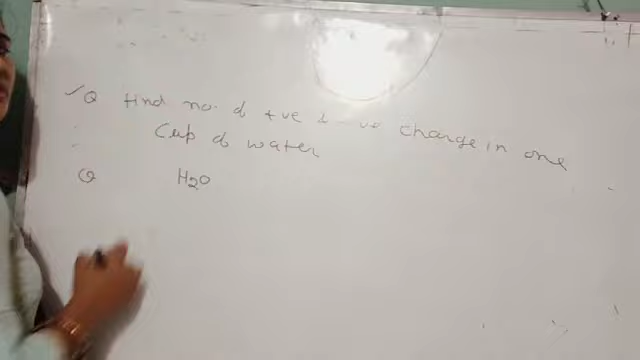 Q Find no. of +ve & -ve charge in one
Cup of water
Q H₂O